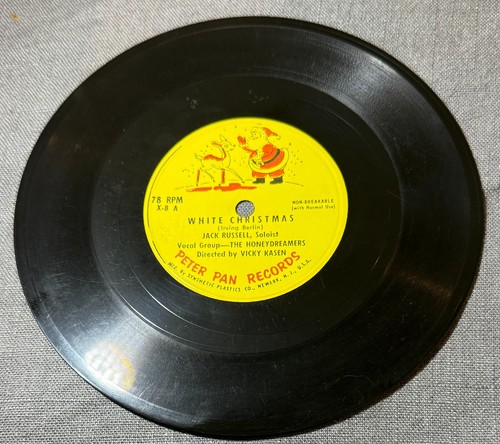 78 RPM
X-8 A
NON-BREAKABLE
(with Normal Use)
WHITE CHRISTMAS
(Irving Berlin)
JACK RUSSELL, Soloist
Vocal Group—THE HONEYDREAMERS
Directed by VICKY KASEN
PETER PAN RECORDS
MFG. BY SYNTHETIC PLASTICS CO., NEWARK, N.J., U.S.A.